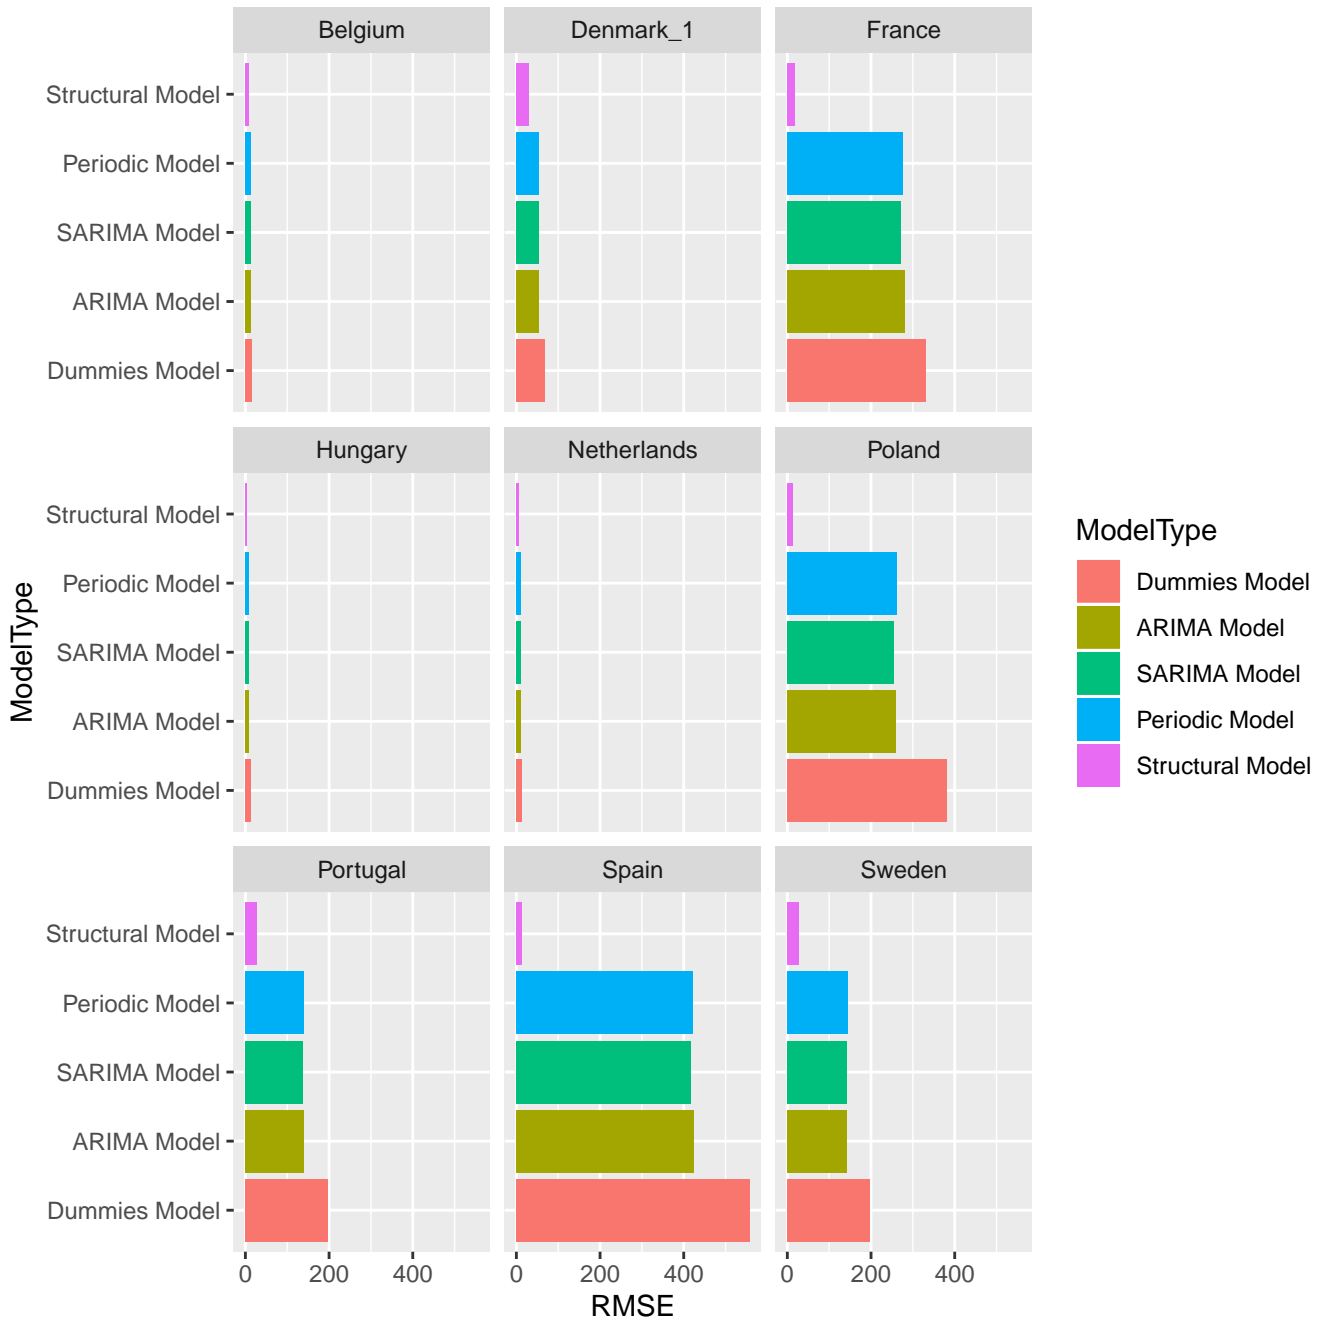 Belgium
Denmark_1
France
Structural Model
Periodic Model
SARIMA Model
ARIMA Model
Dummies Model
Hungary
Netherlands
Poland
Structural Model
Periodic Model
SARIMA Model
ARIMA Model
Dummies Model
Portugal
Spain
Sweden
Structural Model
Periodic Model
SARIMA Model
ARIMA Model
Dummies Model
0 200 400
0 200 400
0 200 400
RMSE
ModelType
ModelType
Dummies Model
ARIMA Model
SARIMA Model
Periodic Model
Structural Model